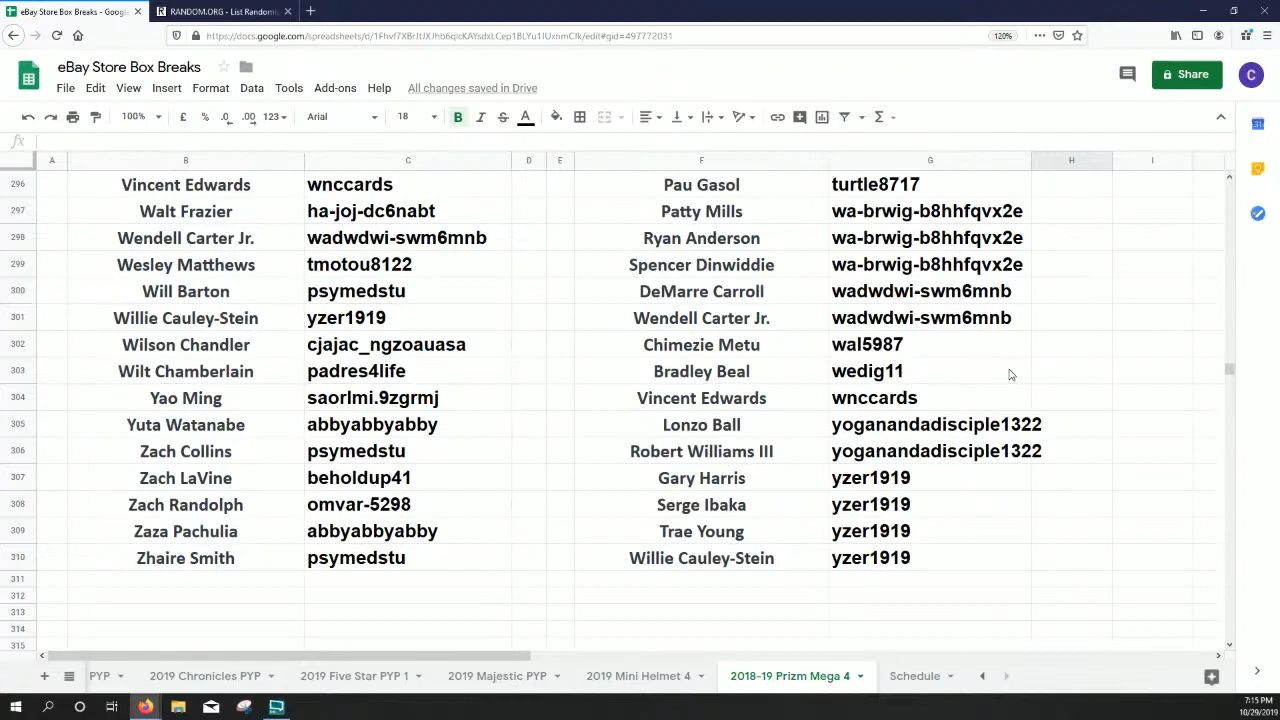 eBay Store Box Breaks - Google
RANDOM.ORG - List Randomiz
120%
eBay Store Box Breaks
File Edit View Insert Format Data Tools Add-ons Help All changes saved in Drive
Share
C
100% £ % .0 .00 123 Arial 18 B I S A
fx
A B C D E F G H I
296 Vincent Edwards wnccards Pau Gasol turtle8717
297 Walt Frazier ha-joj-dc6nabt Patty Mills wa-brwig-b8hhfqvx2e
298 Wendell Carter Jr. wadwdwi-swm6mnb Ryan Anderson wa-brwig-b8hhfqvx2e
299 Wesley Matthews tmotou8122 Spencer Dinwiddie wa-brwig-b8hhfqvx2e
300 Will Barton psymedstu DeMarre Carroll wadwdwi-swm6mnb
301 Willie Cauley-Stein yzer1919 Wendell Carter Jr. wadwdwi-swm6mnb
302 Wilson Chandler cjajac_ngzoauasa Chimezie Metu wal5987
303 Wilt Chamberlain padres4life Bradley Beal wedig11
304 Yao Ming saorlmi.9zgrmj Vincent Edwards wnccards
305 Yuta Watanabe abbyabbyabby Lonzo Ball yoganandadisciple1322
306 Zach Collins psymedstu Robert Williams III yoganandadisciple1322
307 Zach LaVine beholdup41 Gary Harris yzer1919
308 Zach Randolph omvar-5298 Serge Ibaka yzer1919
309 Zaza Pachulia abbyabbyabby Trae Young yzer1919
310 Zhaire Smith psymedstu Willie Cauley-Stein yzer1919
311
312
313
314
315
PYP 2019 Chronicles PYP 2019 Five Star PYP 1 2019 Majestic PYP 2019 Mini Helmet 4 2018-19 Prizm Mega 4 Schedule
7:15 PM
10/29/2019